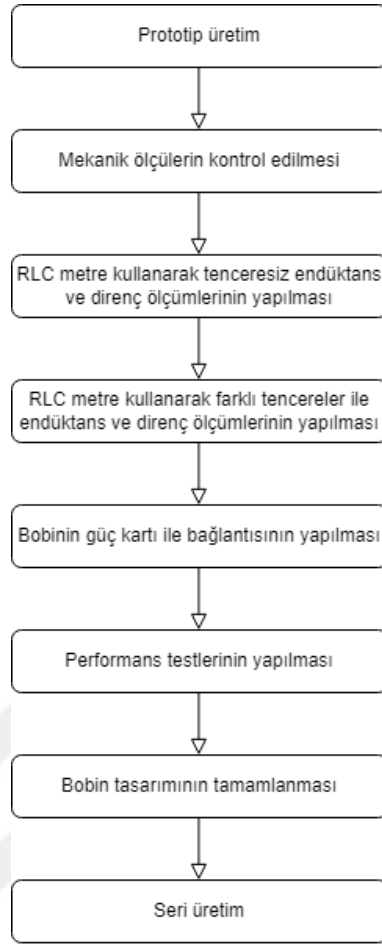 Prototip üretim
Mekanik ölçülerin kontrol edilmesi
RLC metre kullanarak tenceresiz endüktans
ve direnç ölçümlerinin yapılması
RLC metre kullanarak farklı tencereler ile
endüktans ve direnç ölçümlerinin yapılması
Bobinin güç kartı ile bağlantısının yapılması
Performans testlerinin yapılması
Bobin tasarımının tamamlanması
Seri üretim